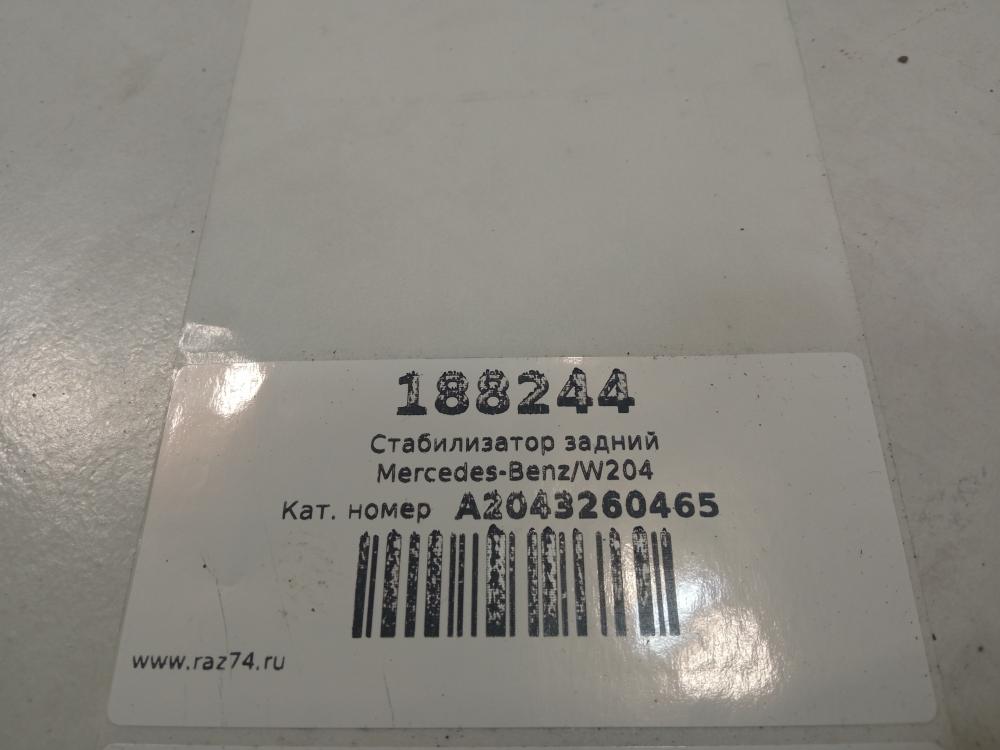 188244
Стабилизатор задний
Mercedes-Benz/W204
Кат. номер A2043260465
www.raz74.ru